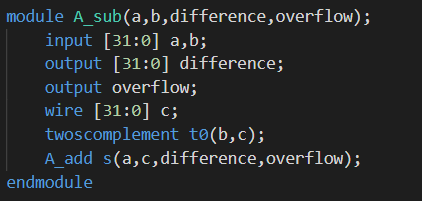 module A_sub(a,b,difference,overflow);
    input [31:0] a,b;
    output [31:0] difference;
    output overflow;
    wire [31:0] c;
    twoscomplement t0(b,c);
    A_add s(a,c,difference,overflow);
endmodule